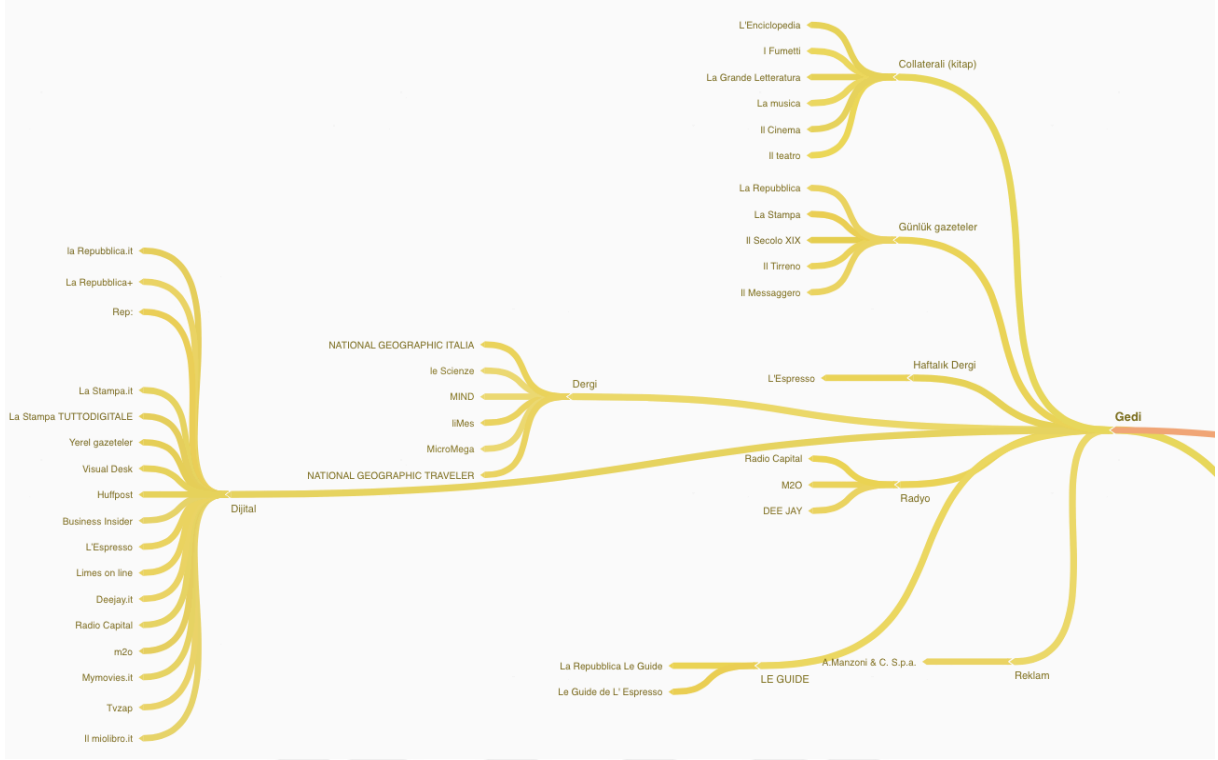 L'Enciclopedia
I Fumetti
La Grande Letteratura
La musica
Il Cinema
Il teatro
Collaterali (kitap)
La Repubblica
La Stampa
Il Secolo XIX
Il Tirreno
Il Messaggero
Günlük gazeteler
L'Espresso
Haftalık Dergi
Gedi
NATIONAL GEOGRAPHIC ITALIA
le Scienze
MIND
liMes
MicroMega
NATIONAL GEOGRAPHIC TRAVELER
Dergi
Radio Capital
M2O
DEE JAY
Radyo
la Repubblica.it
La Repubblica+
Rep:
La Stampa.it
La Stampa TUTTODIGITALE
Yerel gazeteler
Visual Desk
Huffpost
Business Insider
L'Espresso
Limes on line
Deejay.it
Radio Capital
m2o
Mymovies.it
Tvzap
Il miolibro.it
Dijital
La Repubblica Le Guide
Le Guide de L' Espresso
LE GUIDE
A.Manzoni & C. S.p.a.
Reklam